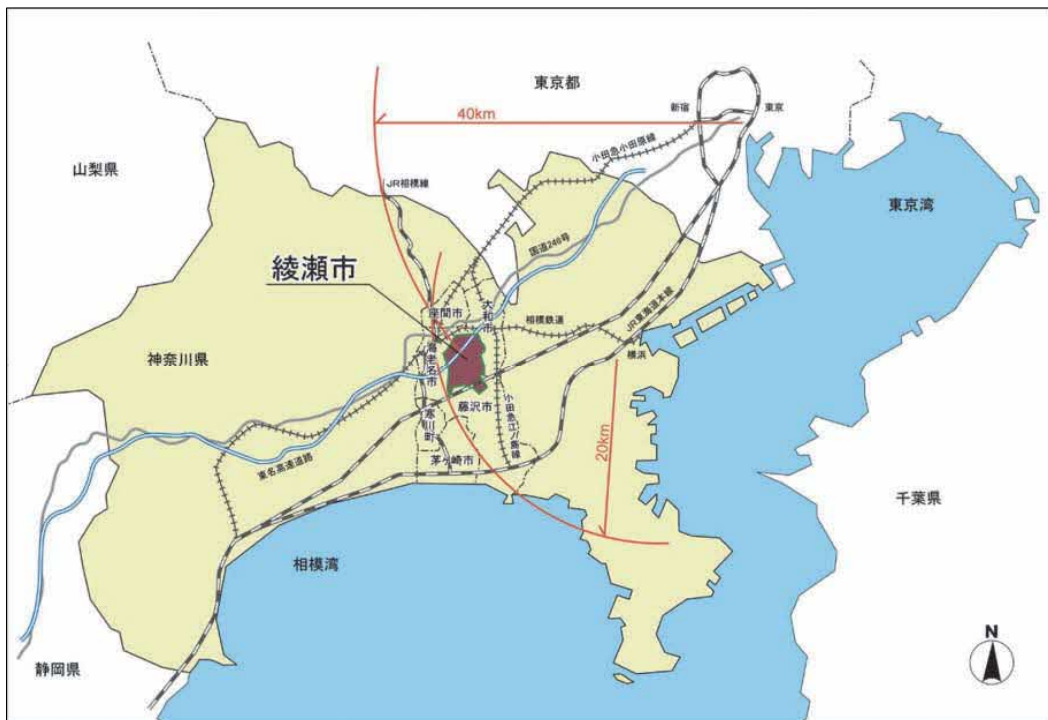 東京都
新宿
東京
40km
小田急小田原線
山梨県
JR相模線
東京湾
国道246号
綾瀬市
座間市
大和市
相模鉄道
JR東海道本線
横浜
神奈川県
海老名市
藤沢市
小田急江ノ島線
寒川町
20km
東名高速道路
茅ヶ崎市
千葉県
相模湾
静岡県
N